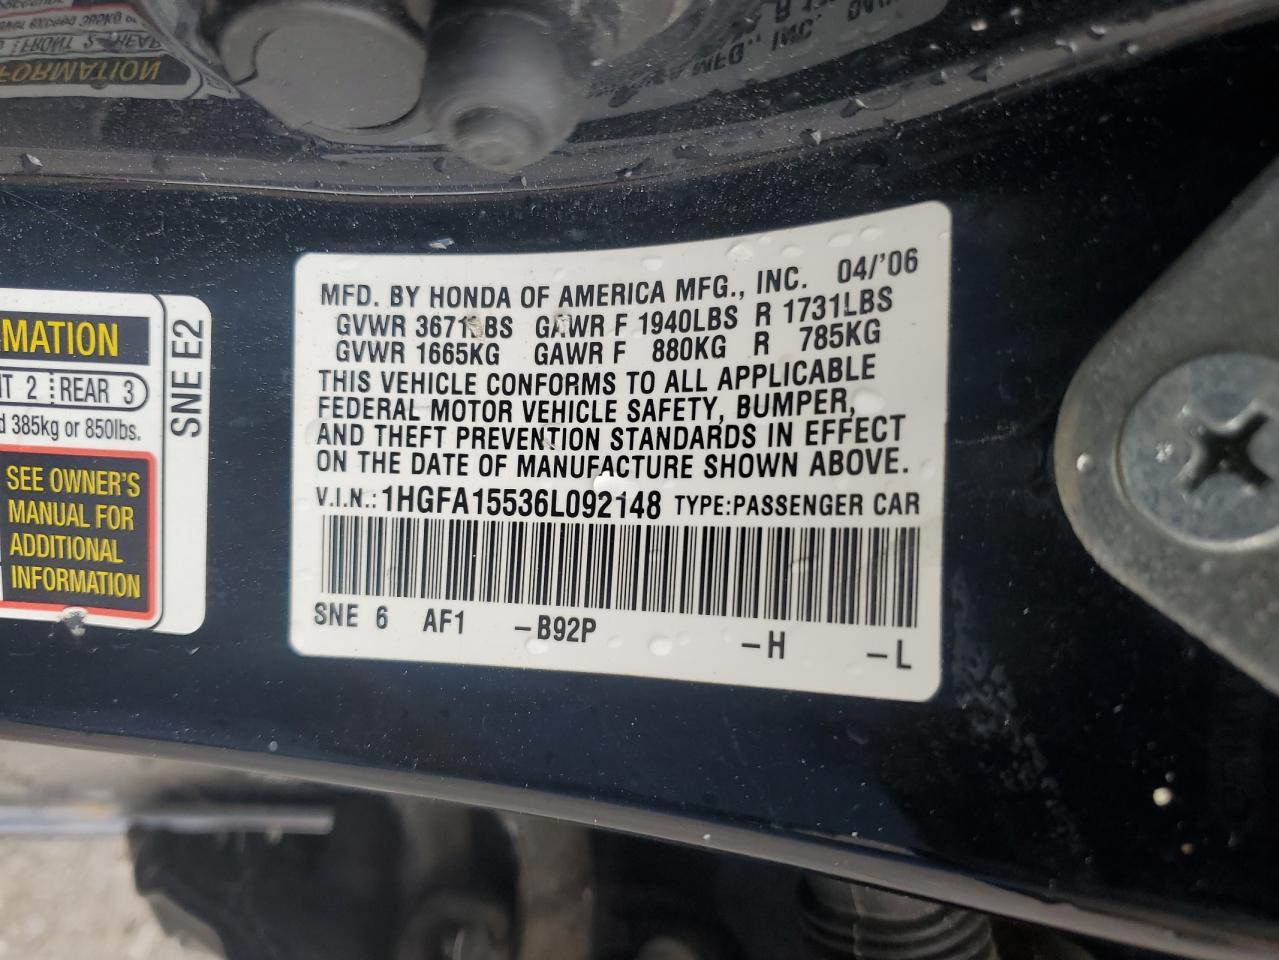 MFD. BY HONDA OF AMERICA MFG., INC. 04/'06
GVWR 3671LBS GAWR F 1940LBS R 1731LBS
GVWR 1665KG GAWR F 880KG R 785KG
THIS VEHICLE CONFORMS TO ALL APPLICABLE
FEDERAL MOTOR VEHICLE SAFETY, BUMPER,
AND THEFT PREVENTION STANDARDS IN EFFECT
ON THE DATE OF MANUFACTURE SHOWN ABOVE.
V.I.N.: 1HGFA15536L092148 TYPE:PASSENGER CAR
SNE 6 AF1 -B92P -H -L
MATION
2 REAR 3
385kg or 850lbs.
SEE OWNER'S
MANUAL FOR
ADDITIONAL
INFORMATION
SNE E2